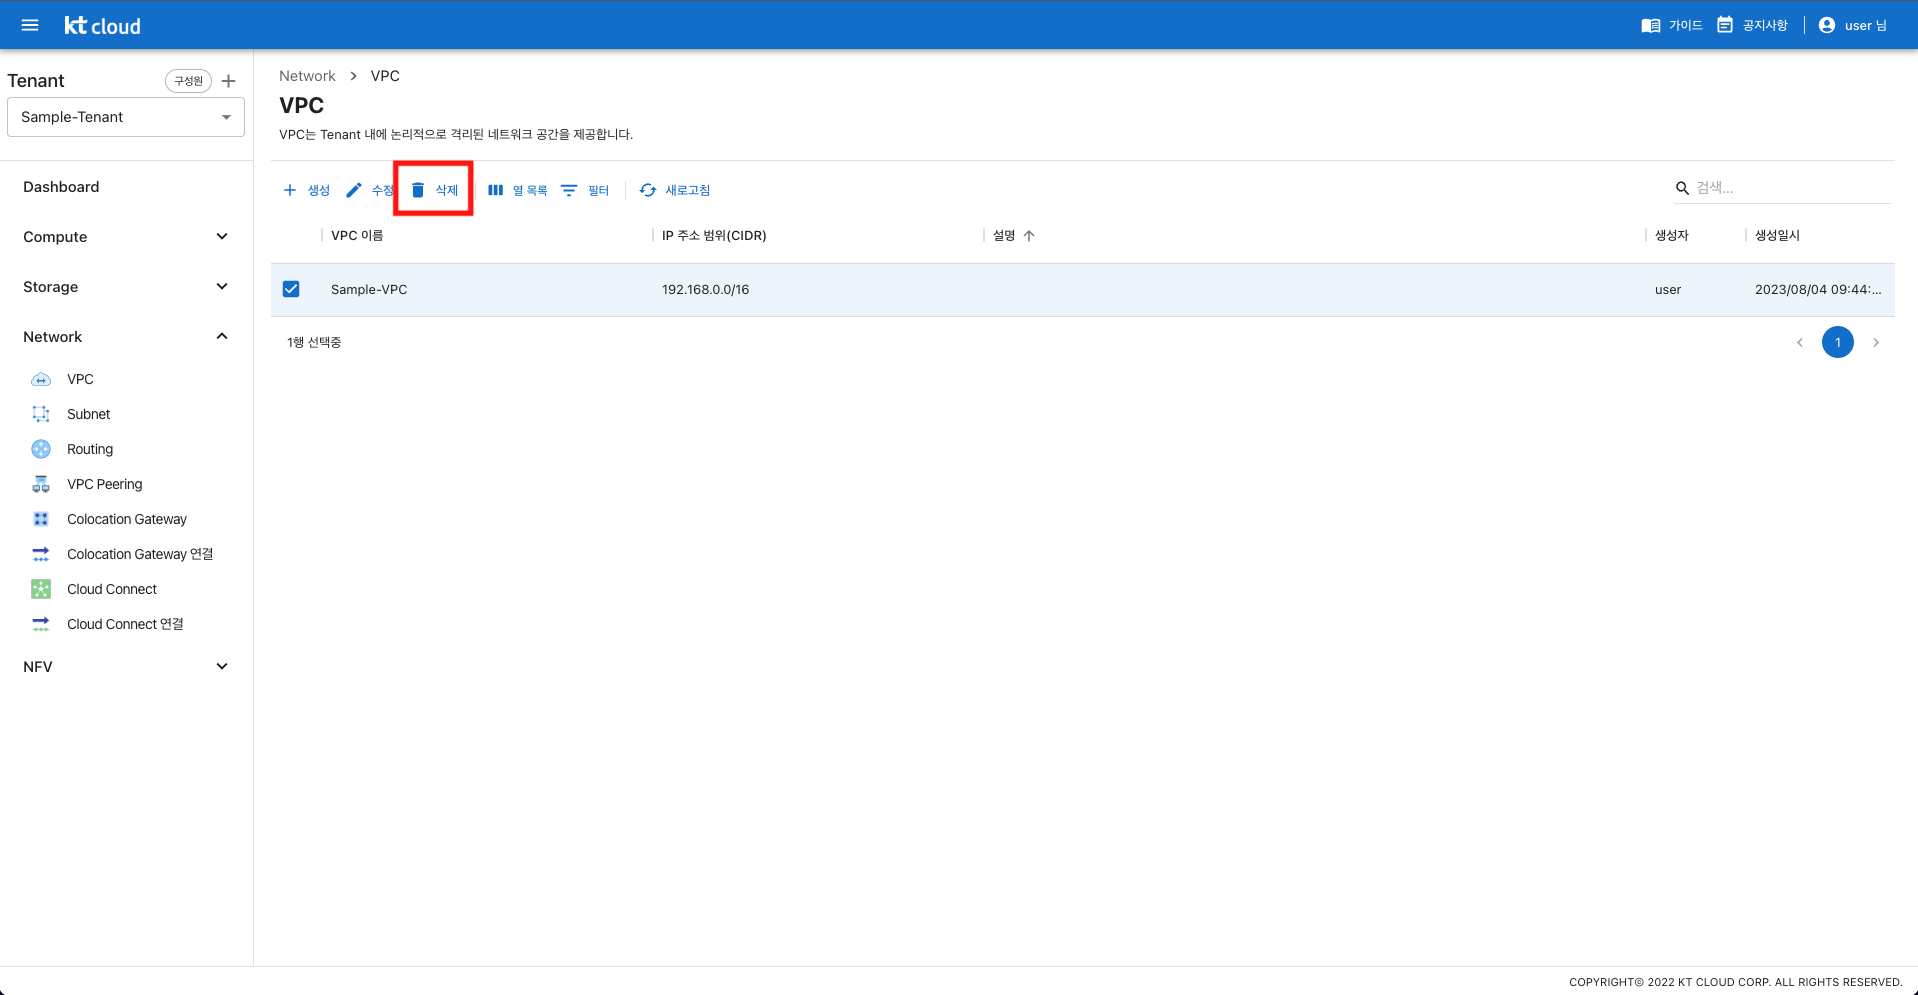 kt cloud
가이드
공지사항
user 님
Tenant
구성원
Sample-Tenant
Dashboard
Compute
Storage
Network
VPC
Subnet
Routing
VPC Peering
Colocation Gateway
Colocation Gateway 연결
Cloud Connect
Cloud Connect 연결
NFV
Network > VPC
VPC
VPC는 Tenant 내에 논리적으로 격리된 네트워크 공간을 제공합니다.
생성 수정 삭제 열 목록 필터 새로고침
검색...
VPC 이름 IP 주소 범위(CIDR) 설명 생성자 생성일시
Sample-VPC 192.168.0.0/16 user 2023/08/04 09:44:...
1행 선택중
1
COPYRIGHT© 2022 KT CLOUD CORP. ALL RIGHTS RESERVED.